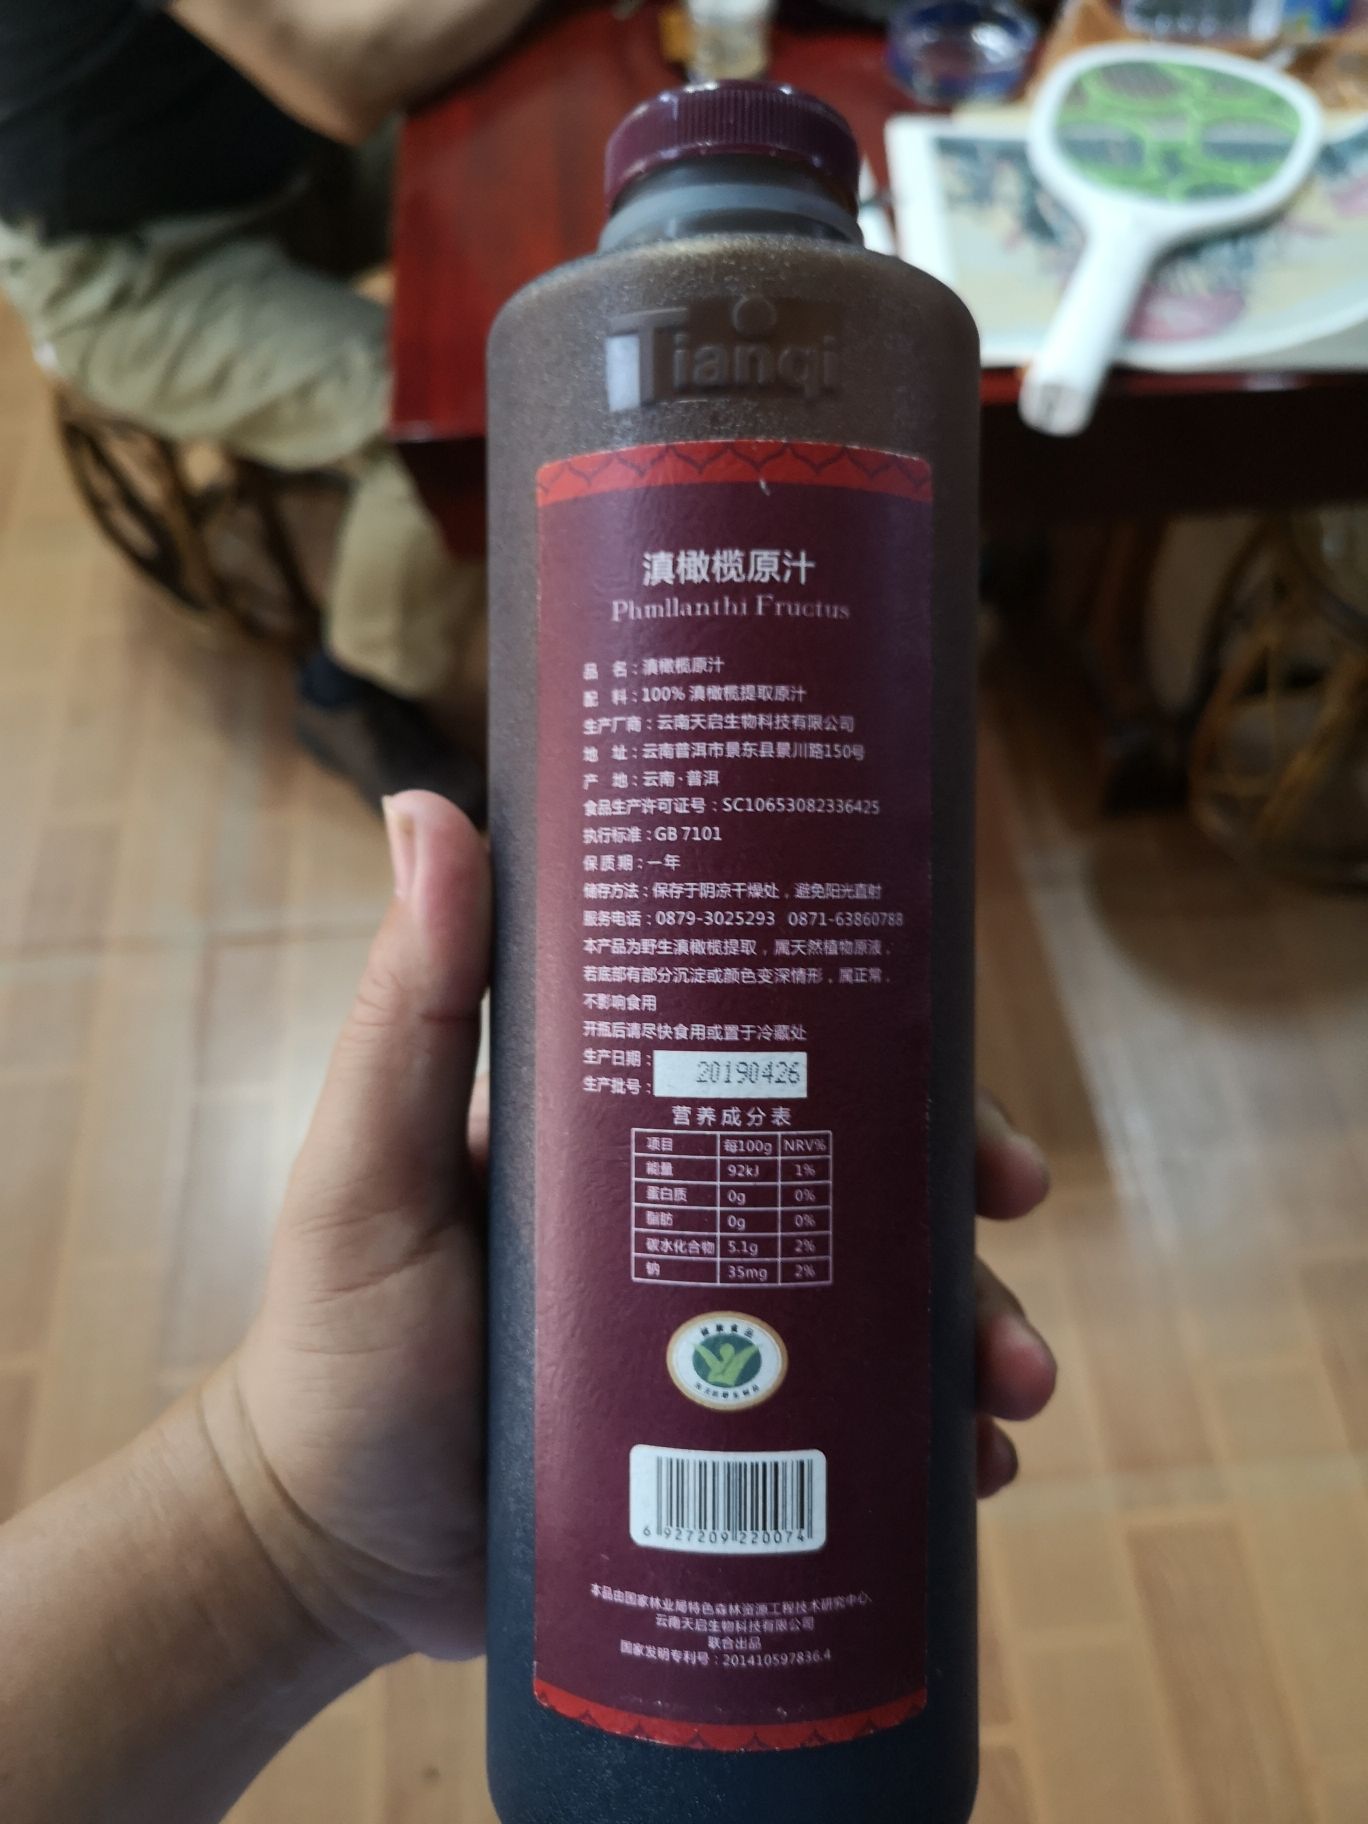 Tianqi
滇橄榄原汁
Phmllanthi Fructus
品 名：滇橄榄原汁
配 料：100% 滇橄榄提取原汁
生产厂商：云南天启生物科技有限公司
地 址：云南普洱市景东县景川路150号
产 地：云南·普洱
食品生产许可证号：SC10653082336425
执行标准：GB 7101
保质期：一年
储存方法：保存于阴凉干燥处，避免阳光直射
服务电话：0879-3025293 0871-63860788
本产品为野生滇橄榄提取，属天然植物原液．
若底部有部分沉淀或颜色变深情形，属正常．
不影响食用
开瓶后请尽快食用或置于冷藏处
生产日期：
20190426
生产批号：
营养成分表
项目 每100g NRV%
能量 92kJ 1%
蛋白质 0g 0%
脂肪 0g 0%
碳水化合物 5.1g 2%
钠 35mg 2%
健康食品
6 927209 220074
本品由国家林业局特色森林资源工程技术研究中心、
云南天启生物科技有限公司
联合出品
国家发明专利号：201410597836.4